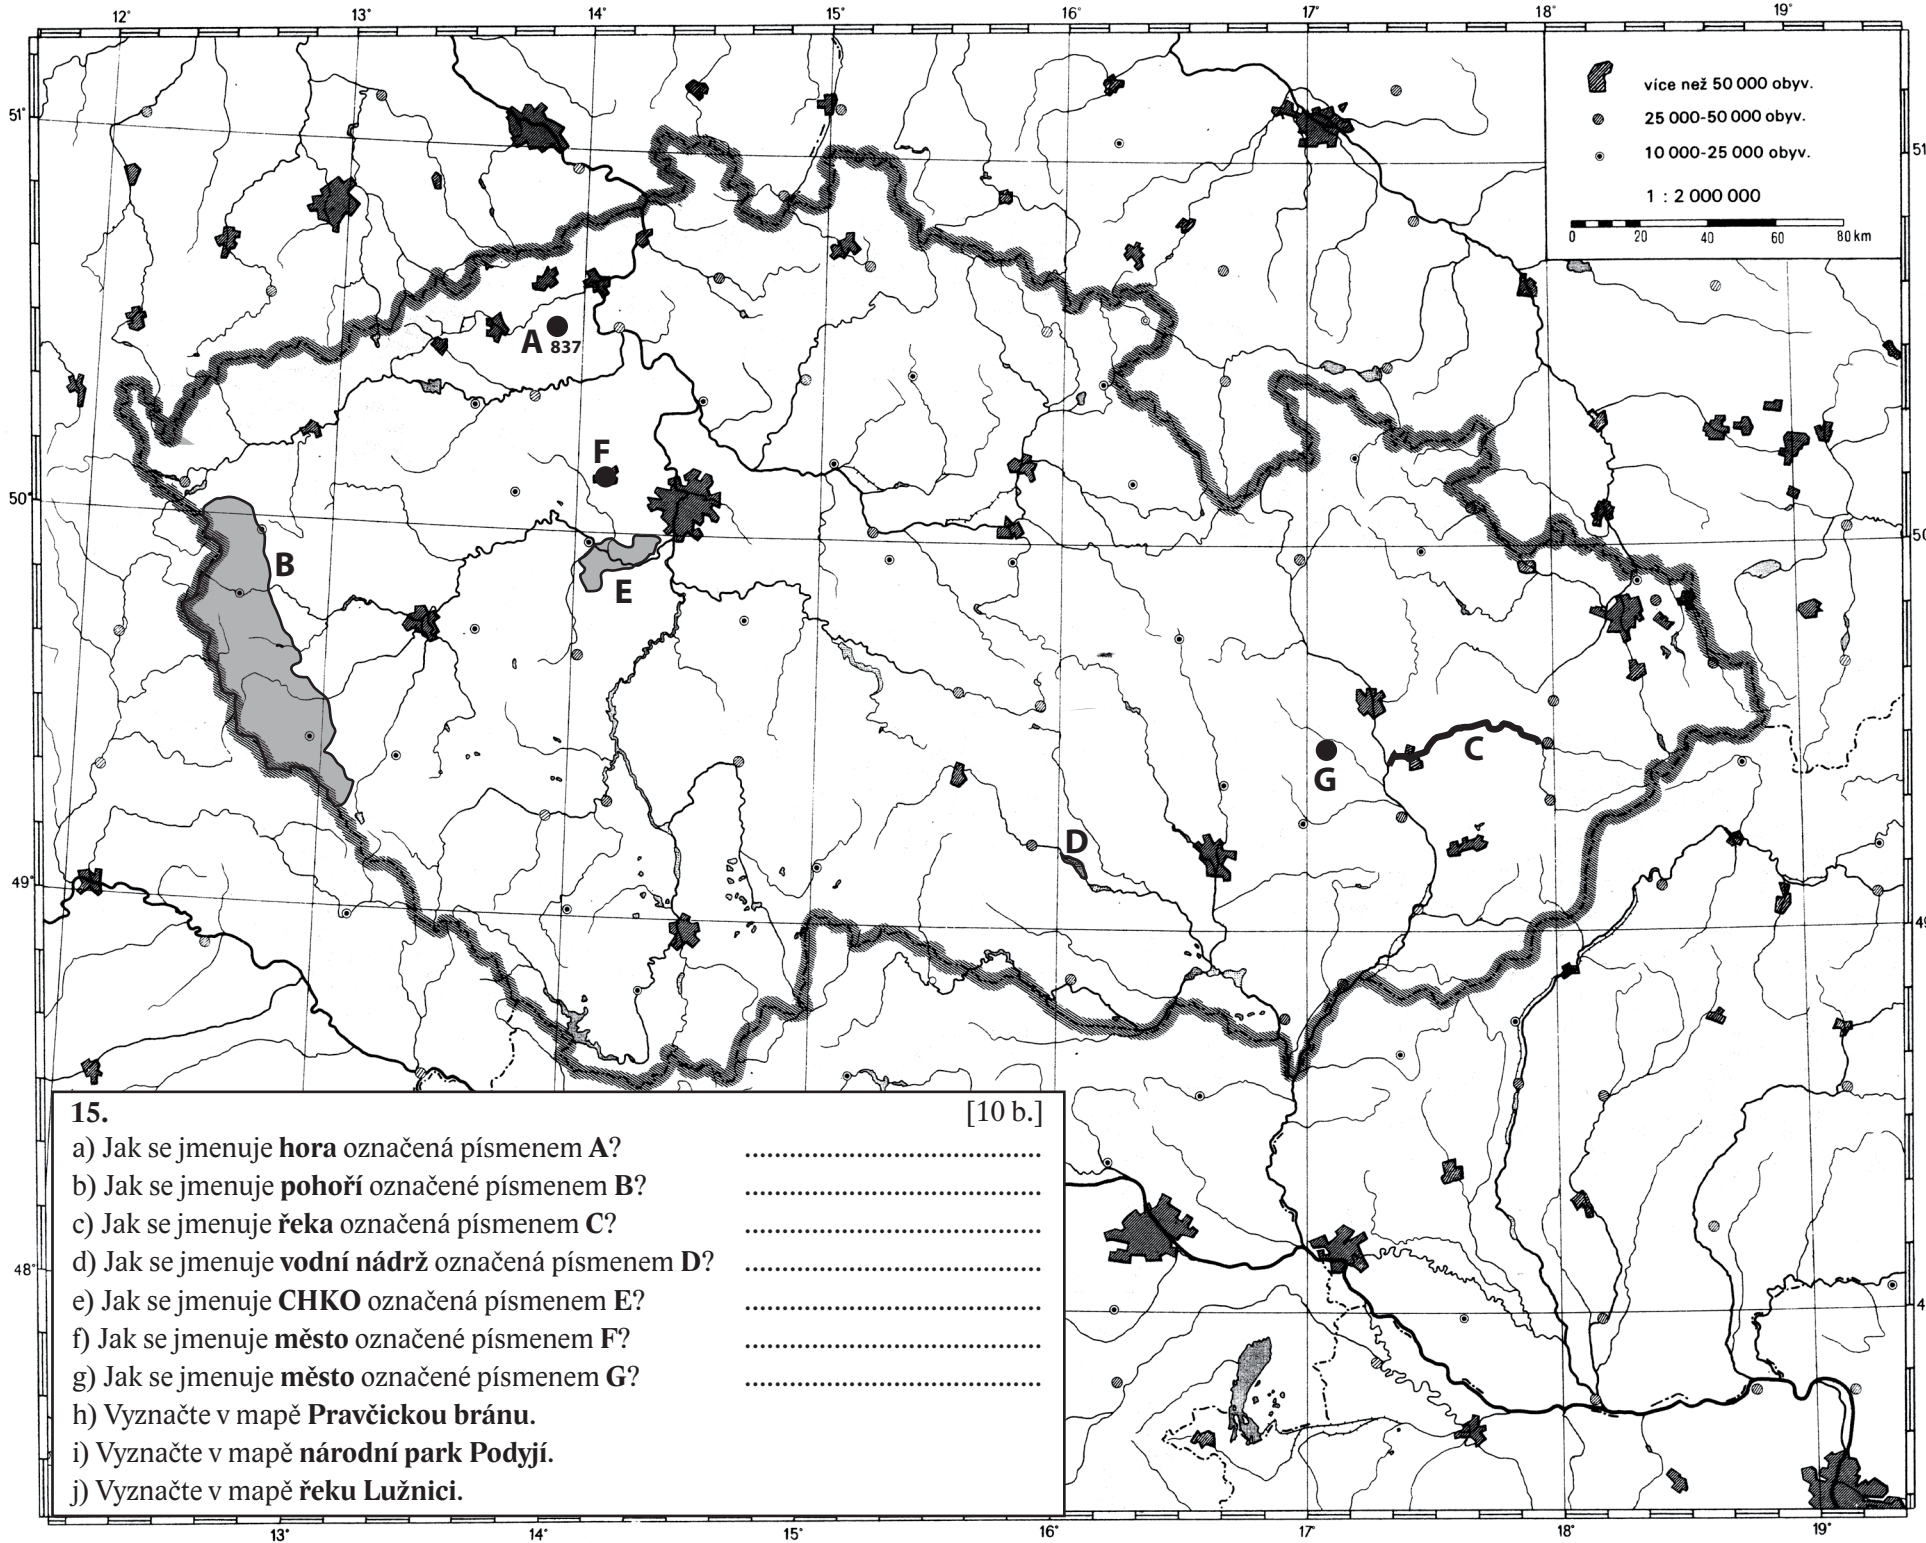 12° 13° 14° 15° 16° 17° 18° 19°
více než 50 000 obyv.
25 000-50 000 obyv.
10 000-25 000 obyv.
1 : 2 000 000
0 20 40 60 80 km
51°
51
A 837
F
50°
50
B
E
C
G
D
49°
49
15. [10 b.]
a) Jak se jmenuje hora označená písmenem A? ..........................................
b) Jak se jmenuje pohoří označené písmenem B? ..........................................
c) Jak se jmenuje řeka označená písmenem C? ..........................................
d) Jak se jmenuje vodní nádrž označená písmenem D? ..........................................
e) Jak se jmenuje CHKO označená písmenem E? ..........................................
f) Jak se jmenuje město označené písmenem F? ..........................................
g) Jak se jmenuje město označené písmenem G? ..........................................
h) Vyznačte v mapě Pravčickou bránu.
i) Vyznačte v mapě národní park Podyjí.
j) Vyznačte v mapě řeku Lužnici.
48°
4
13° 14° 15° 16° 17° 18° 19°